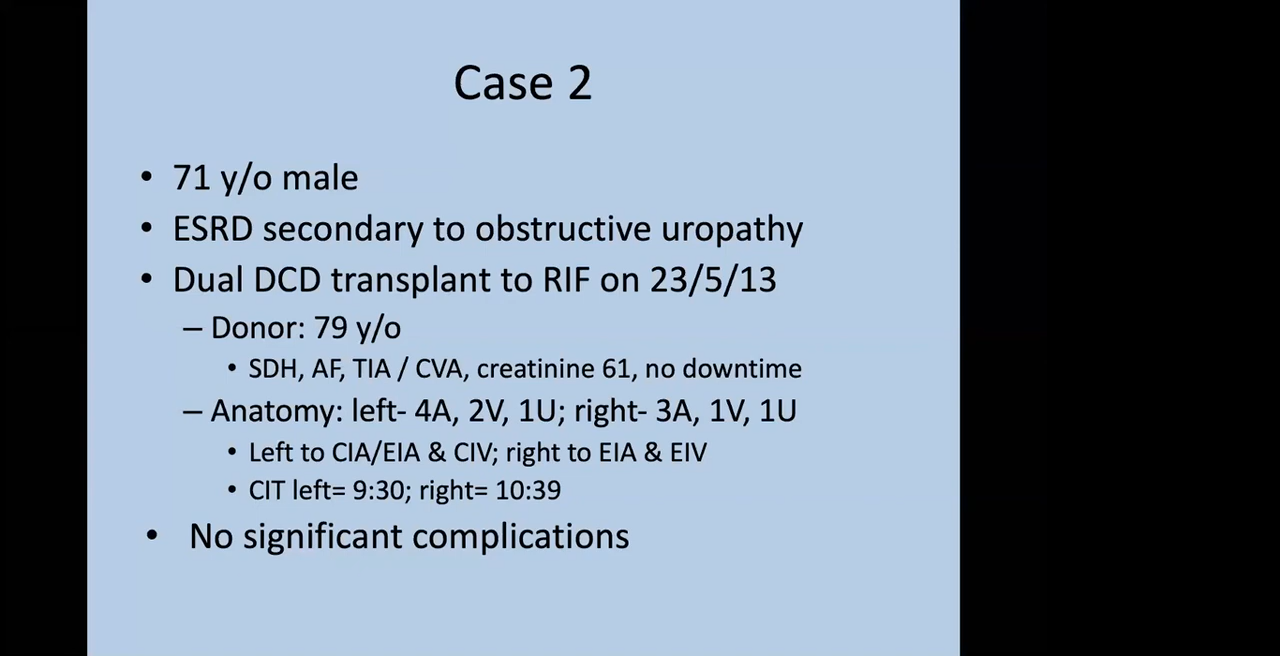 Case 2
• 71 y/o male
• ESRD secondary to obstructive uropathy
• Dual DCD transplant to RIF on 23/5/13
– Donor: 79 y/o
• SDH, AF, TIA / CVA, creatinine 61, no downtime
– Anatomy: left- 4A, 2V, 1U; right- 3A, 1V, 1U
• Left to CIA/EIA & CIV; right to EIA & EIV
• CIT left= 9:30; right= 10:39
• No significant complications